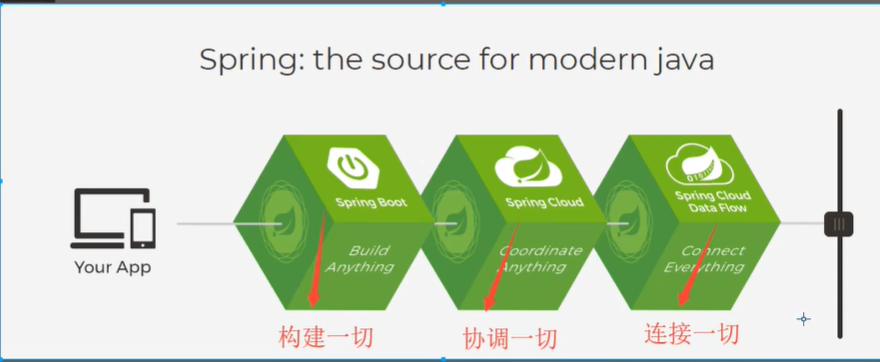 Spring: the source for modern java
Your App
Spring Boot
Build
Anything
构建一切
Spring Cloud
Coordinate
Anything
协调一切
Spring Cloud
Data Flow
Connect
Everything
连接一切